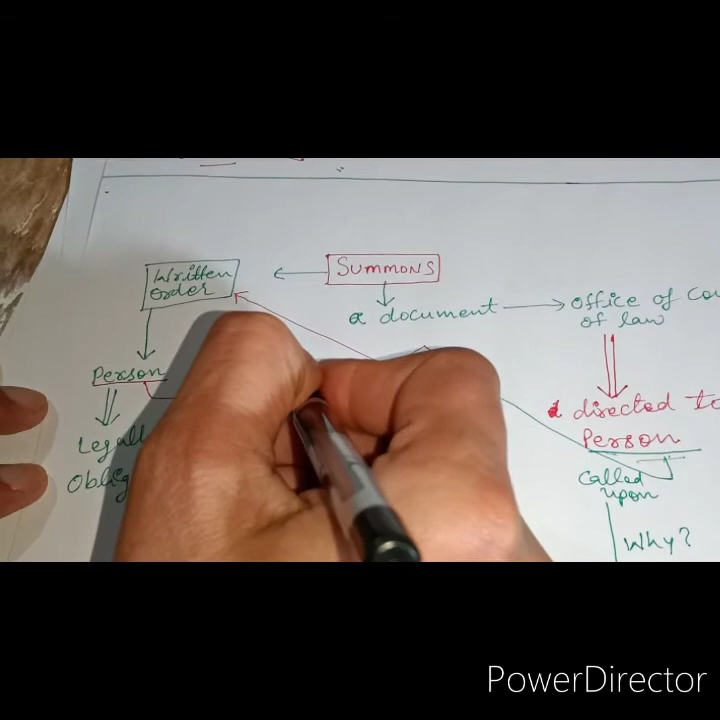 SUMMONS
Written
order
a document
office of
of law
Person
directed to
Person
called
upon
Why?
PowerDirector